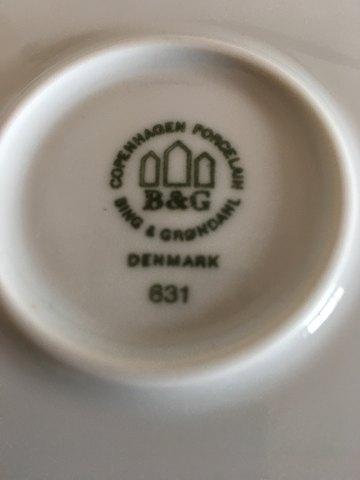 COPENHAGEN PORCELAIN
B&G
BING & GRØNDAHL
DENMARK
631